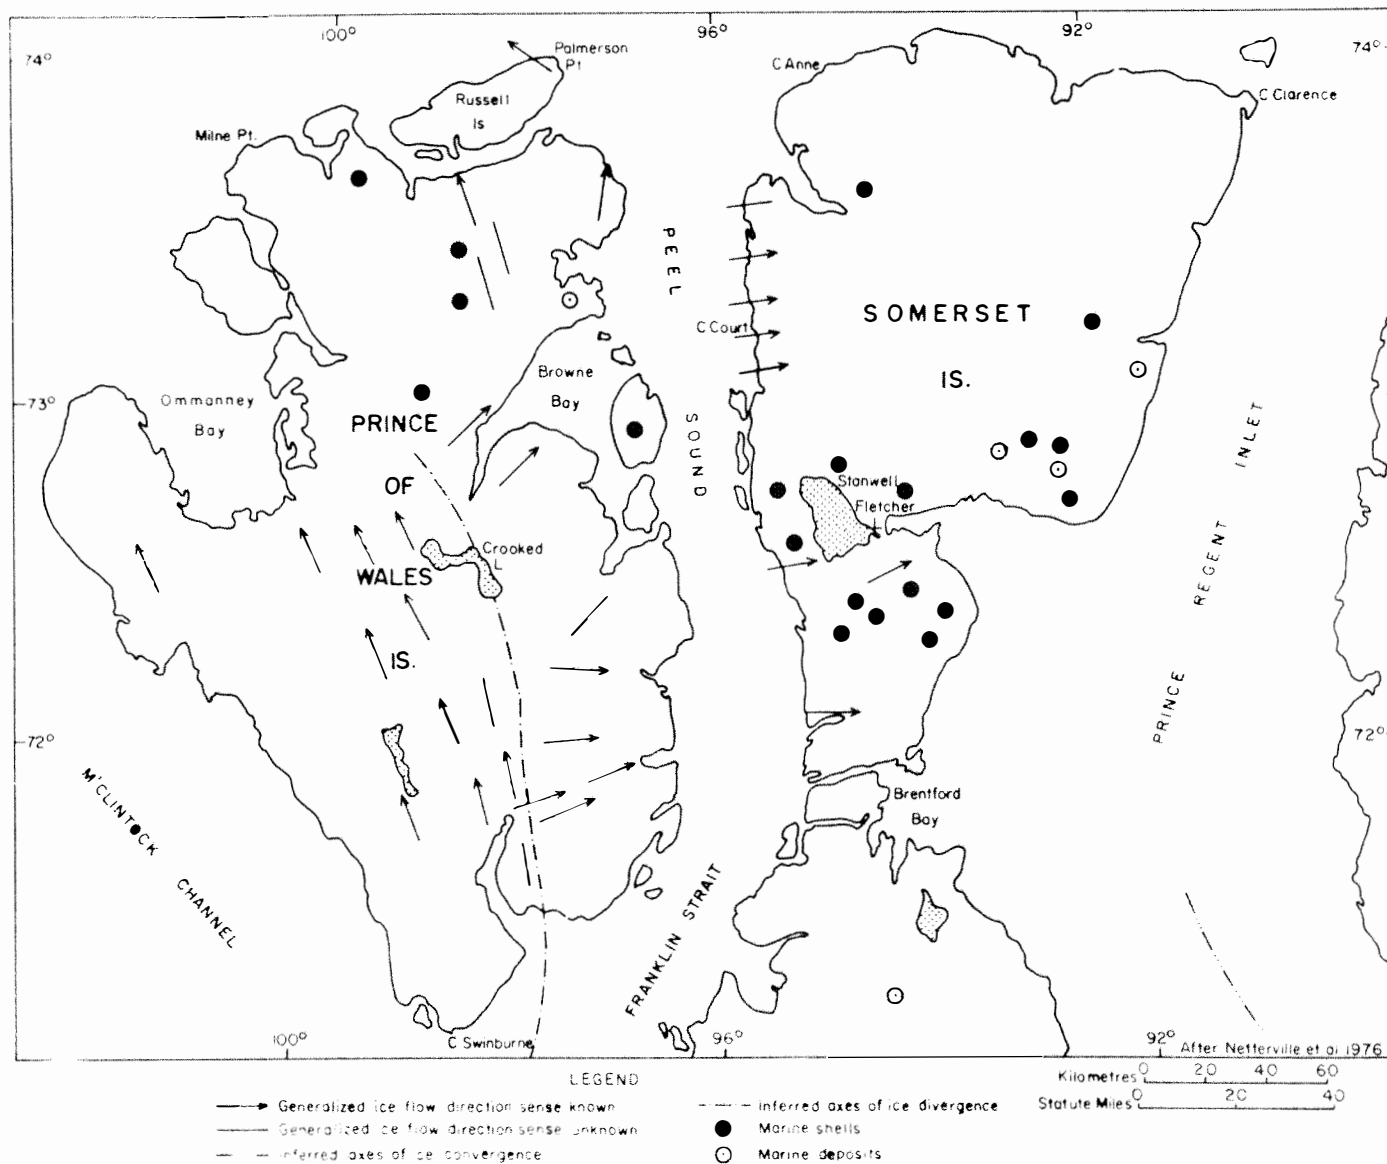 100°
96°
92°
74°
74°
Palmerson
Pt
Russell
Is
Milne Pt.
C Anne
C Clarence
PEEL
SOUND
C Court
SOMERSET
IS.
Ommanney
Bay
Browne
Bay
73°
PRINCE
OF
WALES
IS.
Crooked
L
Stanwell
Fletcher
L
PRINCE REGENT INLET
72°
72°
M'CLINTOCK CHANNEL
FRANKLIN STRAIT
Brentford
Bay
100°
C Swinburne
96°
92°
After Netterville et al 1976
LEGEND
Generalized ice flow direction sense known
Generalized ice flow direction sense unknown
Inferred axes of ice convergence
Inferred axes of ice divergence
Marine shells
Marine deposits
Kilometres 0 20 40 60
Statute Miles 0 20 40